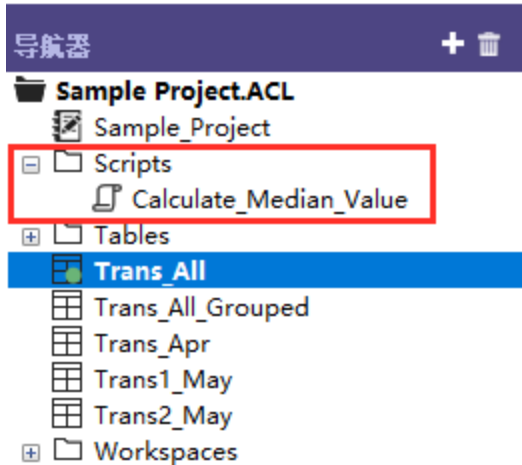 导航器
Sample Project.ACL
Sample_Project
Scripts
Calculate_Median_Value
Tables
Trans_All
Trans_All_Grouped
Trans_Apr
Trans1_May
Trans2_May
Workspaces